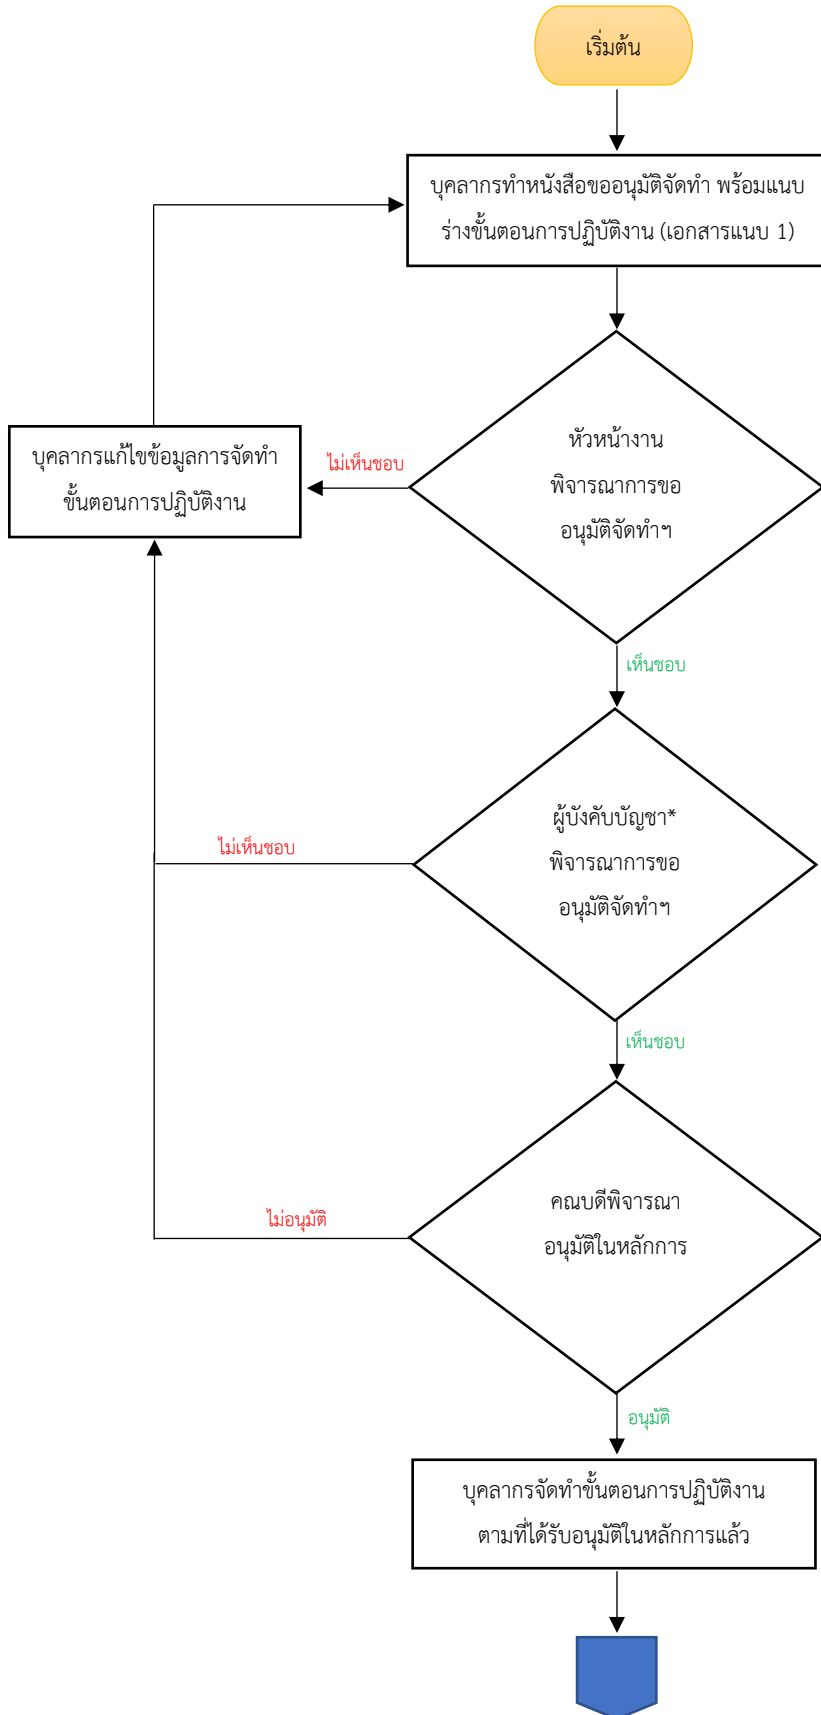 เริ่มต้น
บุคลากรทำหนังสือขออนุมัติจัดทำ พร้อมแนบ
ร่างขั้นตอนการปฏิบัติงาน (เอกสารแนบ 1)
หัวหน้างาน
พิจารณาการขอ
อนุมัติจัดทำฯ
ไม่เห็นชอบ
บุคลากรแก้ไขข้อมูลการจัดทำ
ขั้นตอนการปฏิบัติงาน
เห็นชอบ
ผู้บังคับบัญชา*
พิจารณาการขอ
อนุมัติจัดทำฯ
ไม่เห็นชอบ
เห็นชอบ
คณบดีพิจารณา
อนุมัติในหลักการ
ไม่อนุมัติ
อนุมัติ
บุคลากรจัดทำขั้นตอนการปฏิบัติงาน
ตามที่ได้รับอนุมัติในหลักการแล้ว